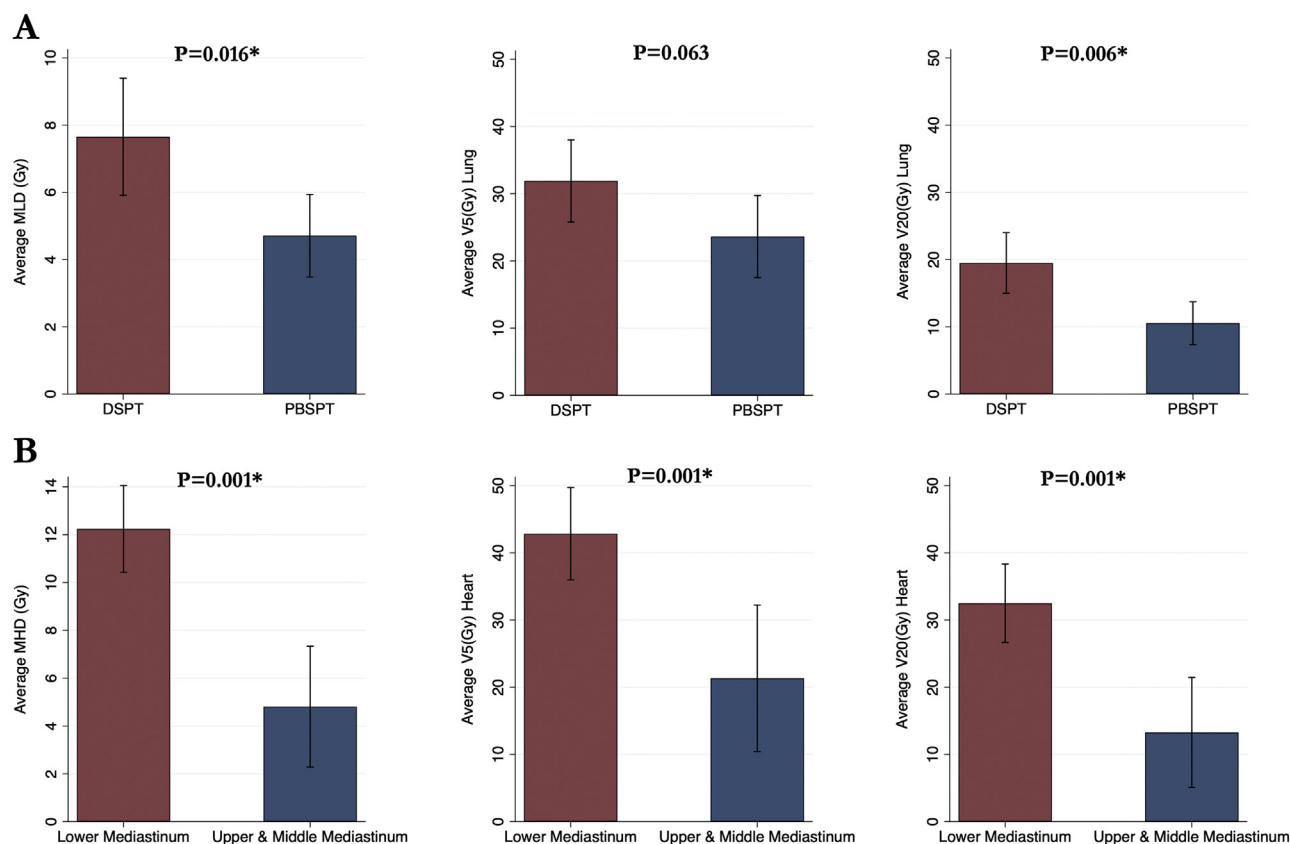 A
P=0.016*
Average MLD (Gy)
0 2 4 6 8 10
DSPT PBSPT
P=0.063
Average V5(Gy) Lung
0 10 20 30 40 50
DSPT PBSPT
P=0.006*
Average V20(Gy) Lung
0 10 20 30 40 50
DSPT PBSPT
B
P=0.001*
Average MHD (Gy)
0 2 4 6 8 10 12 14
Lower Mediastinum Upper & Middle Mediastinum
P=0.001*
Average V5(Gy) Heart
0 10 20 30 40 50
Lower Mediastinum Upper & Middle Mediastinum
P=0.001*
Average V20(Gy) Heart
0 10 20 30 40 50
Lower Mediastinum Upper & Middle Mediastinum